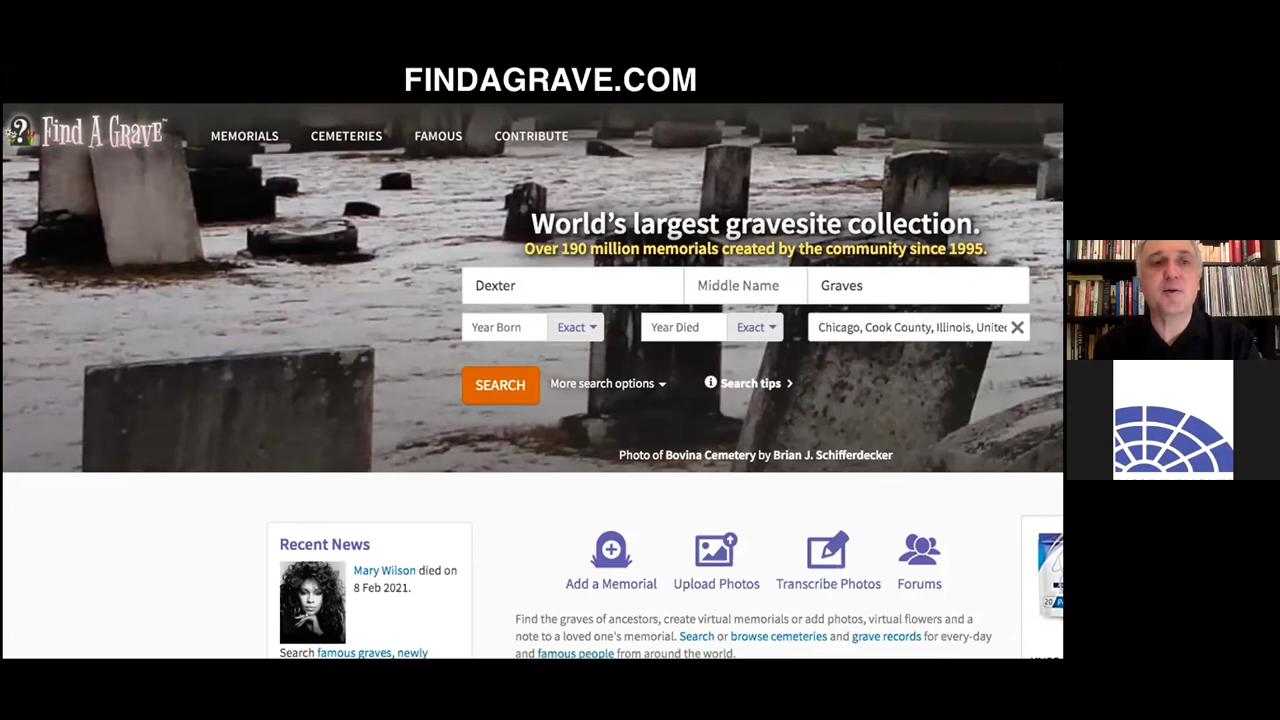 FINDAGRAVE.COM
Find A Grave™
MEMORIALS
CEMETERIES
FAMOUS
CONTRIBUTE
World's largest gravesite collection.
Over 190 million memorials created by the community since 1995.
Dexter
Middle Name
Graves
Year Born
Exact
Year Died
Exact
Chicago, Cook County, Illinois, Unite
SEARCH
More search options
Search tips
Photo of Bovina Cemetery by Brian J. Schifferdecker
Recent News
Mary Wilson died on
8 Feb 2021.
Search famous graves, newly
Add a Memorial
Upload Photos
Transcribe Photos
Forums
Find the graves of ancestors, create virtual memorials or add photos, virtual flowers and a
note to a loved one's memorial. Search or browse cemeteries and grave records for every-day
and famous people from around the world.
20